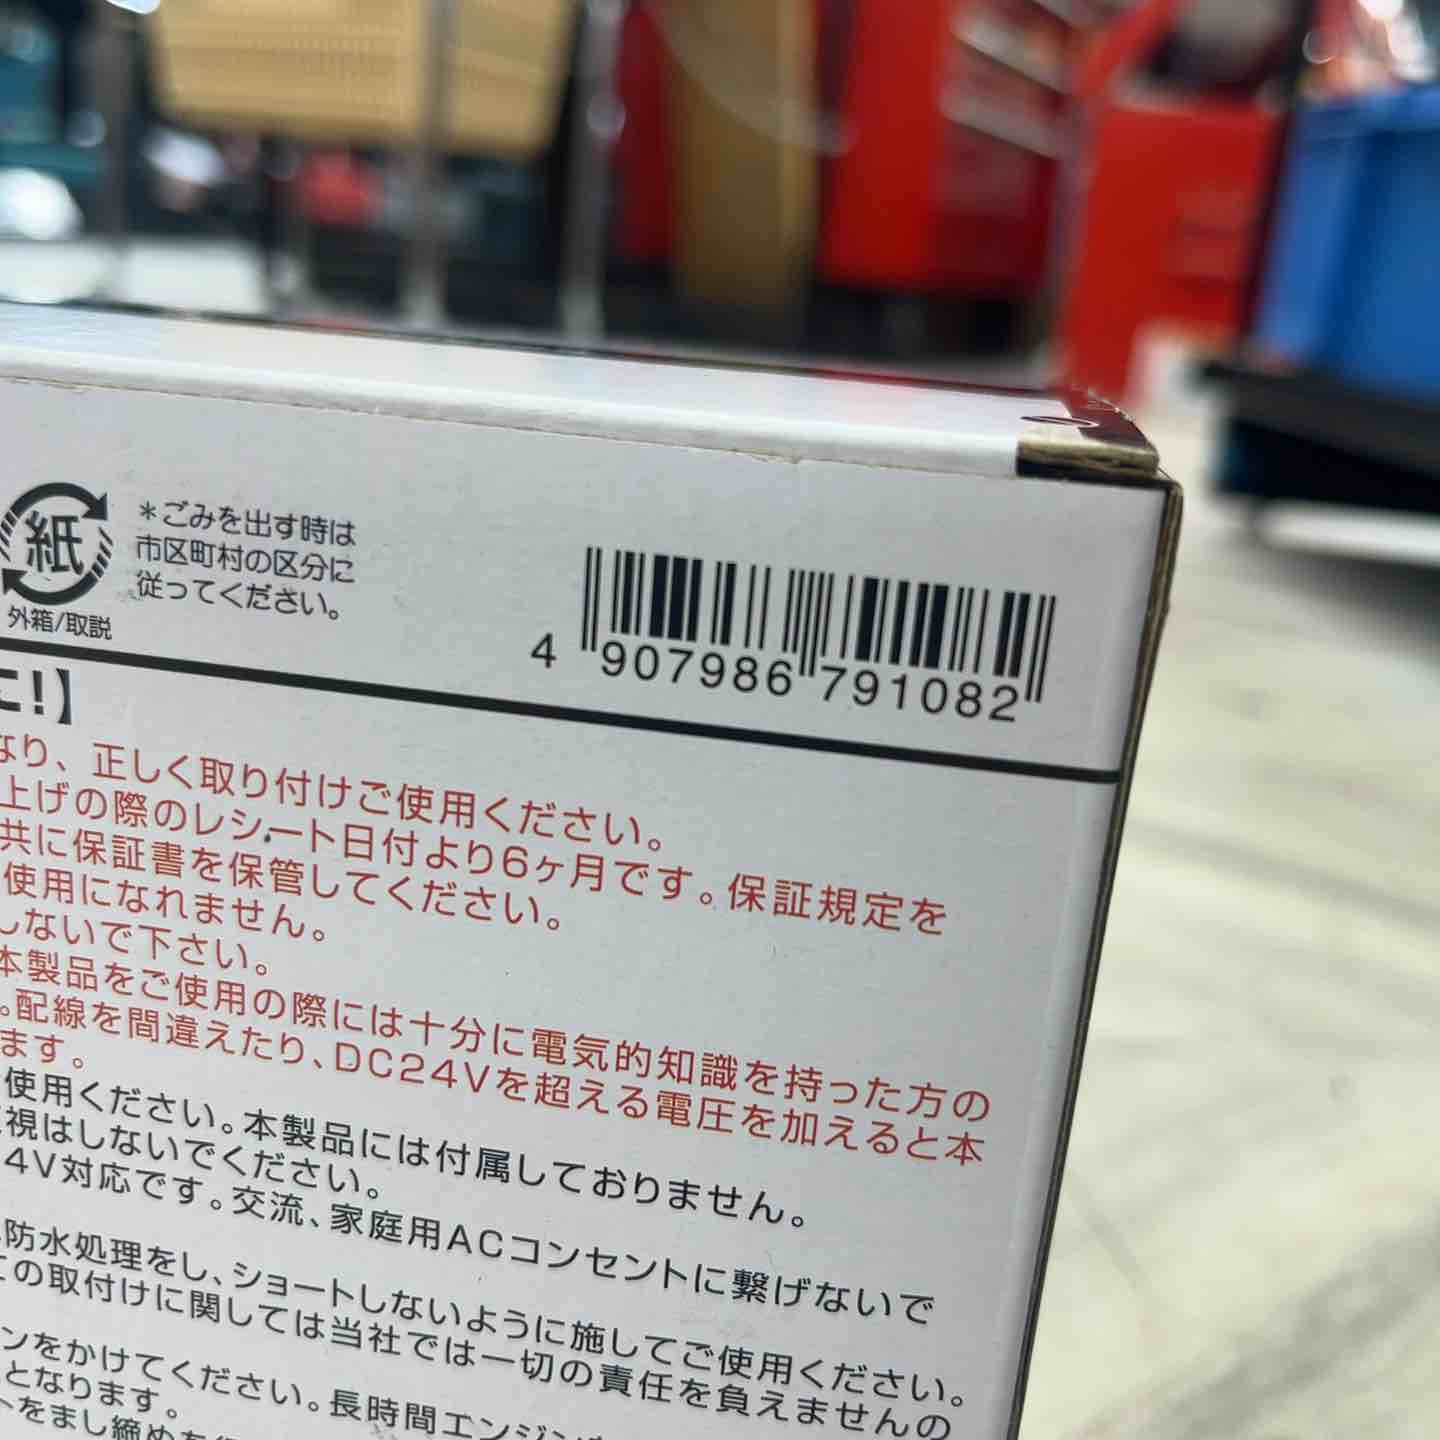 紙
外箱/取説
＊ごみを出す時は
市区町村の区分に
従ってください。
4 907986 791082
に!】
なり、正しく取り付けご使用ください。
上げの際のレシート日付より6ヶ月です。保証規定を
共に保証書を保管してください。
使用になれません。
しないで下さい。
本製品をご使用の際には十分に電気的知識を持った方の
。配線を間違えたり、DC24Vを超える電圧を加えると本
ます。
使用ください。本製品には付属しておりません。
視はしないでください。
4V対応です。交流、家庭用ACコンセントに繋げないで
防水処理をし、ショートしないように施してご使用ください。
の取付けに関しては当社では一切の責任を負えませんの
ンをかけてください。長時間エンジン
となります。
をまし締め